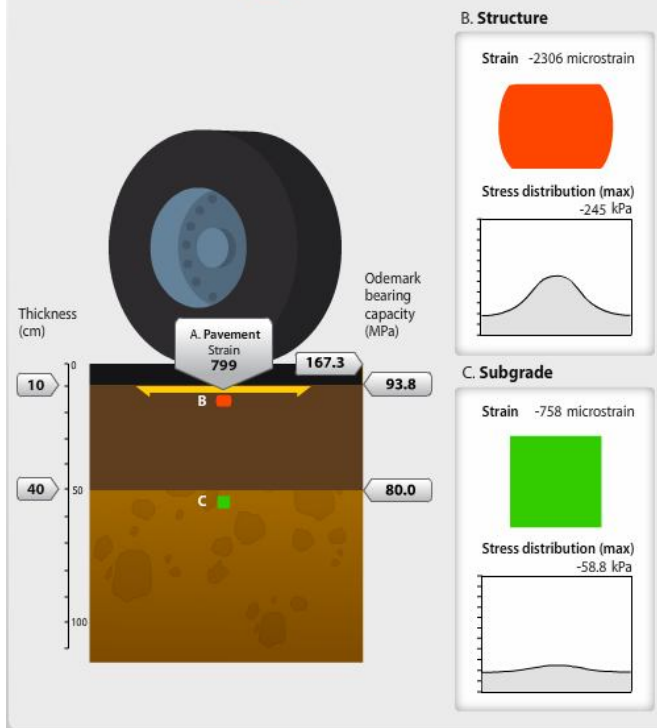 B. Structure
Strain -2306 microstrain
Stress distribution (max)
-245 kPa
Thickness
(cm)
Odemark
bearing
capacity
(MPa)
A. Pavement
Strain
799
167.3
0
10
93.8
B
C. Subgrade
Strain -758 microstrain
40
50
80.0
C
Stress distribution (max)
-58.8 kPa
100